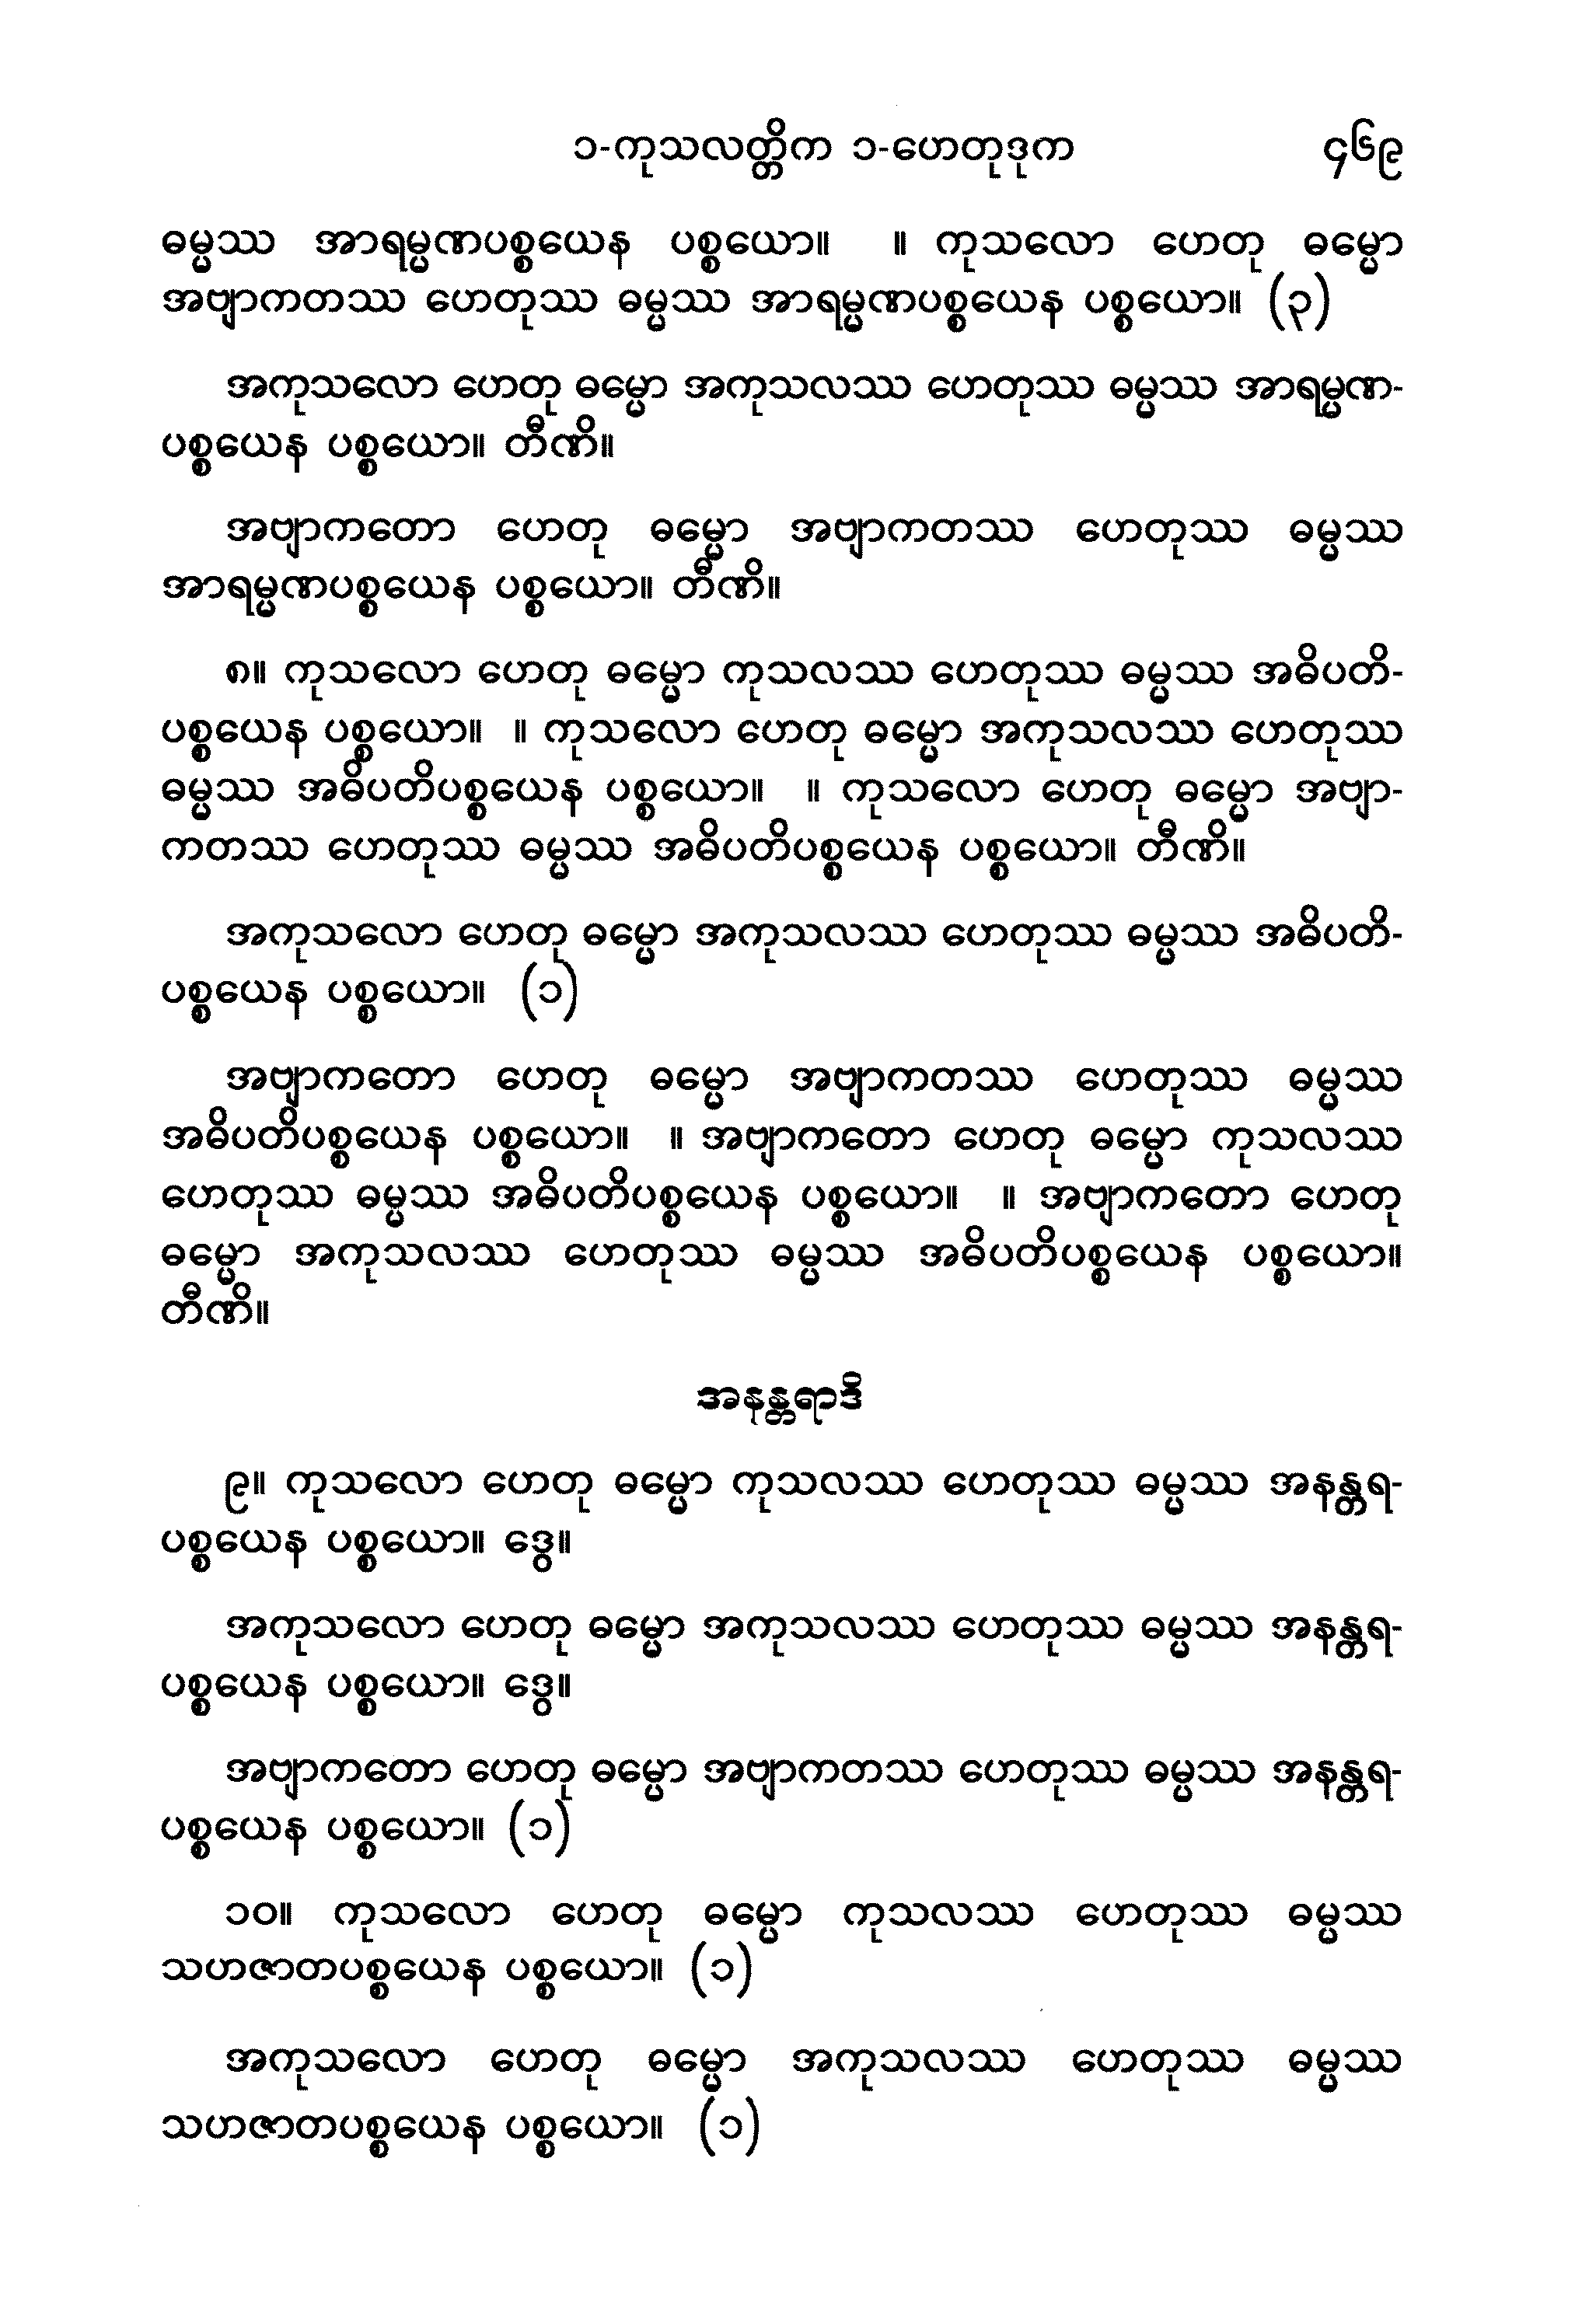 ၁-ကုသလတ္တိက ၁-ဟေတုဒုက ၄၆၉
ဓမ္မဿ အာရမ္မဏပစ္စယေန ပစ္စယော။ ။ ကုသလော ဟေတု ဓမ္မော
အဗျာကတဿ ဟေတုဿ ဓမ္မဿ အာရမ္မဏပစ္စယေန ပစ္စယော။ (၃)
အကုသလော ဟေတု ဓမ္မော အကုသလဿ ဟေတုဿ ဓမ္မဿ အာရမ္မဏ-
ပစ္စယေန ပစ္စယော။ တီဏိ။
အဗျာကတော ဟေတု ဓမ္မော အဗျာကတဿ ဟေတုဿ ဓမ္မဿ
အာရမ္မဏပစ္စယေန ပစ္စယော။ တီဏိ။
၈။ ကုသလော ဟေတု ဓမ္မော ကုသလဿ ဟေတုဿ ဓမ္မဿ အဓိပတိ-
ပစ္စယေန ပစ္စယော။ ။ ကုသလော ဟေတု ဓမ္မော အကုသလဿ ဟေတုဿ
ဓမ္မဿ အဓိပတိပစ္စယေန ပစ္စယော။ ။ ကုသလော ဟေတု ဓမ္မော အဗျာ-
ကတဿ ဟေတုဿ ဓမ္မဿ အဓိပတိပစ္စယေန ပစ္စယော။ တီဏိ။
အကုသလော ဟေတု ဓမ္မော အကုသလဿ ဟေတုဿ ဓမ္မဿ အဓိပတိ-
ပစ္စယေန ပစ္စယော။ (၁)
အဗျာကတော ဟေတု ဓမ္မော အဗျာကတဿ ဟေတုဿ ဓမ္မဿ
အဓိပတိပစ္စယေန ပစ္စယော။ ။ အဗျာကတော ဟေတု ဓမ္မော ကုသလဿ
ဟေတုဿ ဓမ္မဿ အဓိပတိပစ္စယေန ပစ္စယော။ ။ အဗျာကတော ဟေတု
ဓမ္မော အကုသလဿ ဟေတုဿ ဓမ္မဿ အဓိပတိပစ္စယေန ပစ္စယော။
တီဏိ။
အနန္တရာဒိ
၉။ ကုသလော ဟေတု ဓမ္မော ကုသလဿ ဟေတုဿ ဓမ္မဿ အနန္တရ-
ပစ္စယေန ပစ္စယော။ ဒွေ။
အကုသလော ဟေတု ဓမ္မော အကုသလဿ ဟေတုဿ ဓမ္မဿ အနန္တရ-
ပစ္စယေန ပစ္စယော။ ဒွေ။
အဗျာကတော ဟေတု ဓမ္မော အဗျာကတဿ ဟေတုဿ ဓမ္မဿ အနန္တရ-
ပစ္စယေန ပစ္စယော။ (၁)
၁၀။ ကုသလော ဟေတု ဓမ္မော ကုသလဿ ဟေတုဿ ဓမ္မဿ
သဟဇာတပစ္စယေန ပစ္စယော။ (၁)
အကုသလော ဟေတု ဓမ္မော အကုသလဿ ဟေတုဿ ဓမ္မဿ
သဟဇာတပစ္စယေန ပစ္စယော။ (၁)